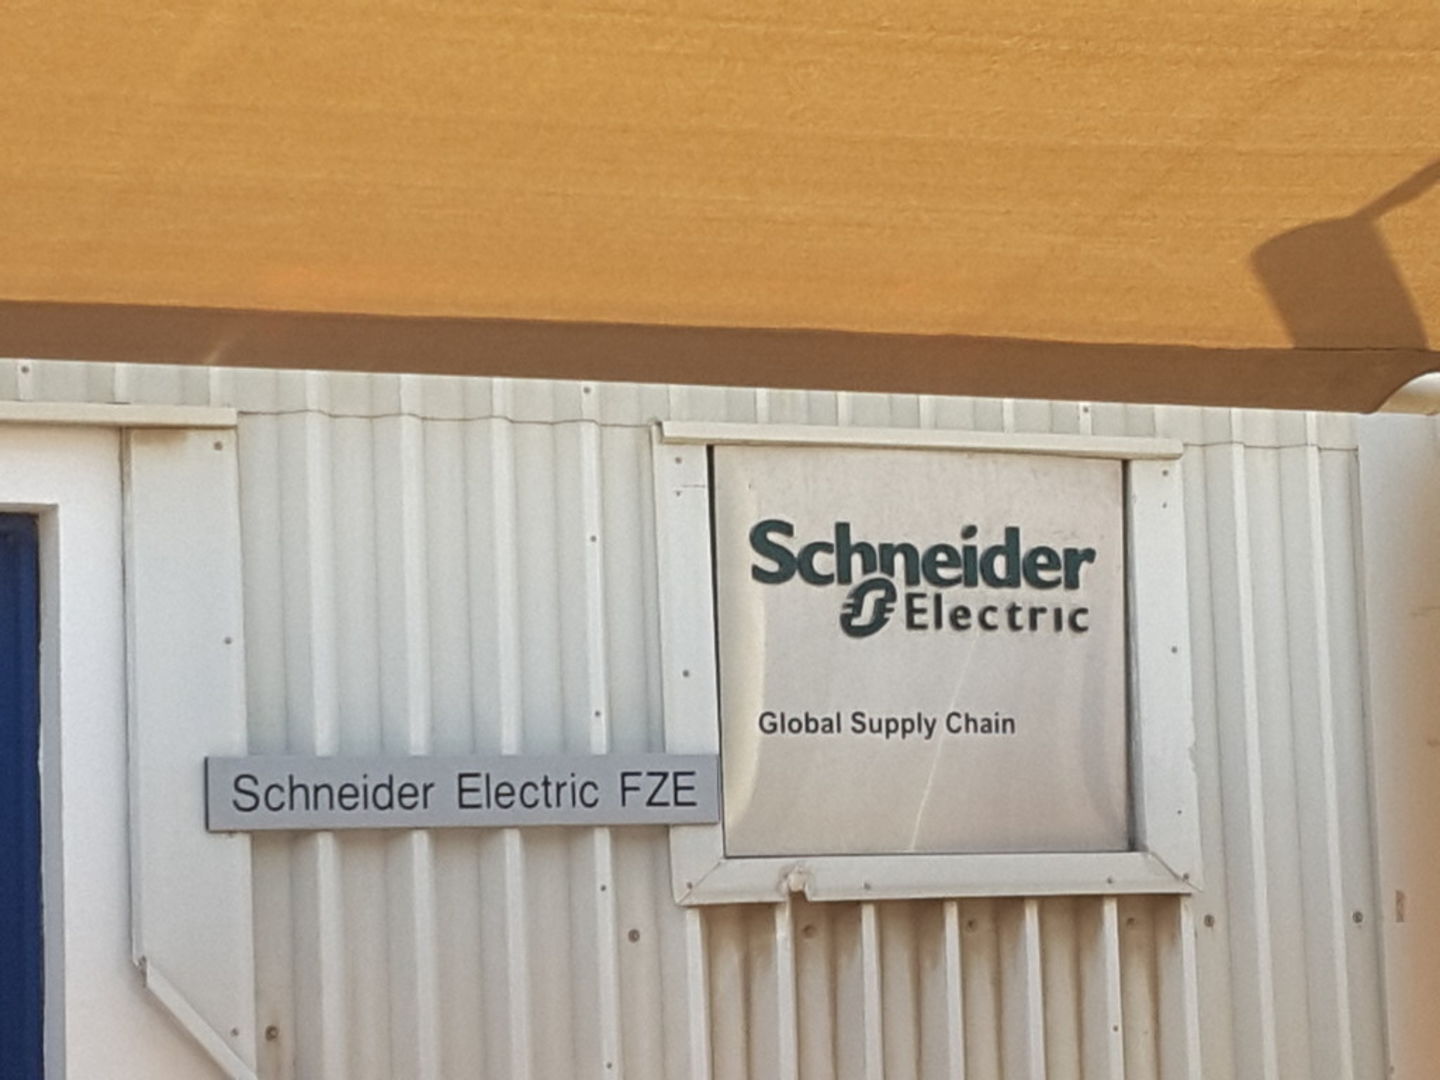 Schneider
Electric
Global Supply Chain
Schneider Electric FZE